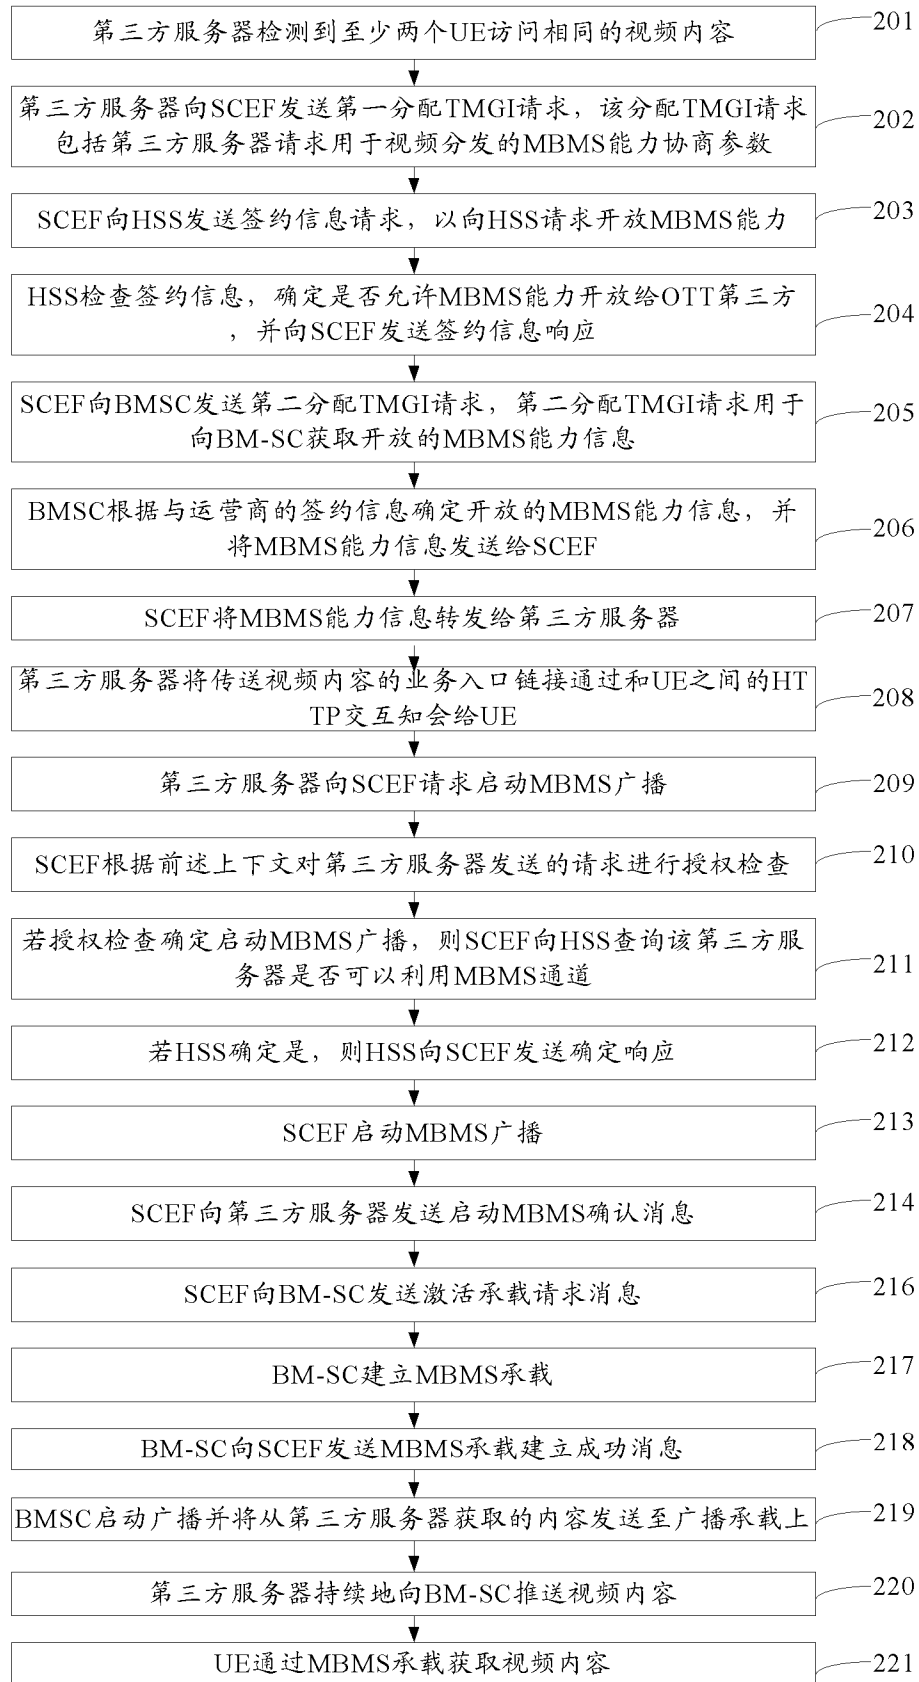 第三方服务器检测到至少两个UE访问相同的视频内容
201
第三方服务器向SCEF发送第一分配TMGI请求，该分配TMGI请求
包括第三方服务器请求用于视频分发的MBMS能力协商参数
202
SCEF向HSS发送签约信息请求，以向HSS请求开放MBMS能力
203
HSS检查签约信息，确定是否允许MBMS能力开放给OTT第三方
，并向SCEF发送签约信息响应
204
SCEF向BMSC发送第二分配TMGI请求，第二分配TMGI请求用于
向BM-SC获取开放的MBMS能力信息
205
BMSC根据与运营商的签约信息确定开放的MBMS能力信息，并
将MBMS能力信息发送给SCEF
206
SCEF将MBMS能力信息转发给第三方服务器
207
第三方服务器将传送视频内容的业务入口链接通过和UE之间的HT
TP交互知会给UE
208
第三方服务器向SCEF请求启动MBMS广播
209
SCEF根据前述上下文对第三方服务器发送的请求进行授权检查
210
若授权检查确定启动MBMS广播，则SCEF向HSS查询该第三方服
务器是否可以利用MBMS通道
211
若HSS确定是，则HSS向SCEF发送确定响应
212
SCEF启动MBMS广播
213
SCEF向第三方服务器发送启动MBMS确认消息
214
SCEF向BM-SC发送激活承载请求消息
216
BM-SC建立MBMS承载
217
BM-SC向SCEF发送MBMS承载建立成功消息
218
BMSC启动广播并将从第三方服务器获取的内容发送至广播承载上
219
第三方服务器持续地向BM-SC推送视频内容
220
UE通过MBMS承载获取视频内容
221